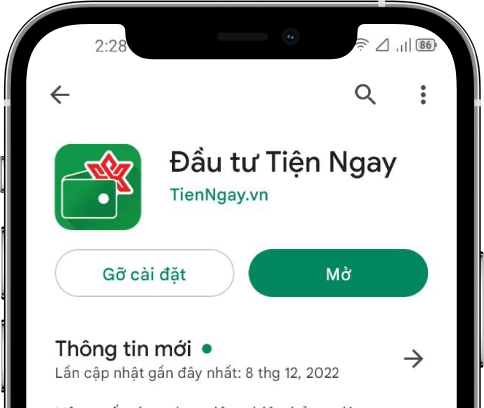 2:28
86
Đầu tư Tiện Ngay
TienNgay.vn
Gỡ cài đặt
Mở
Thông tin mới
Lần cập nhật gần đây nhất: 8 thg 12, 2022